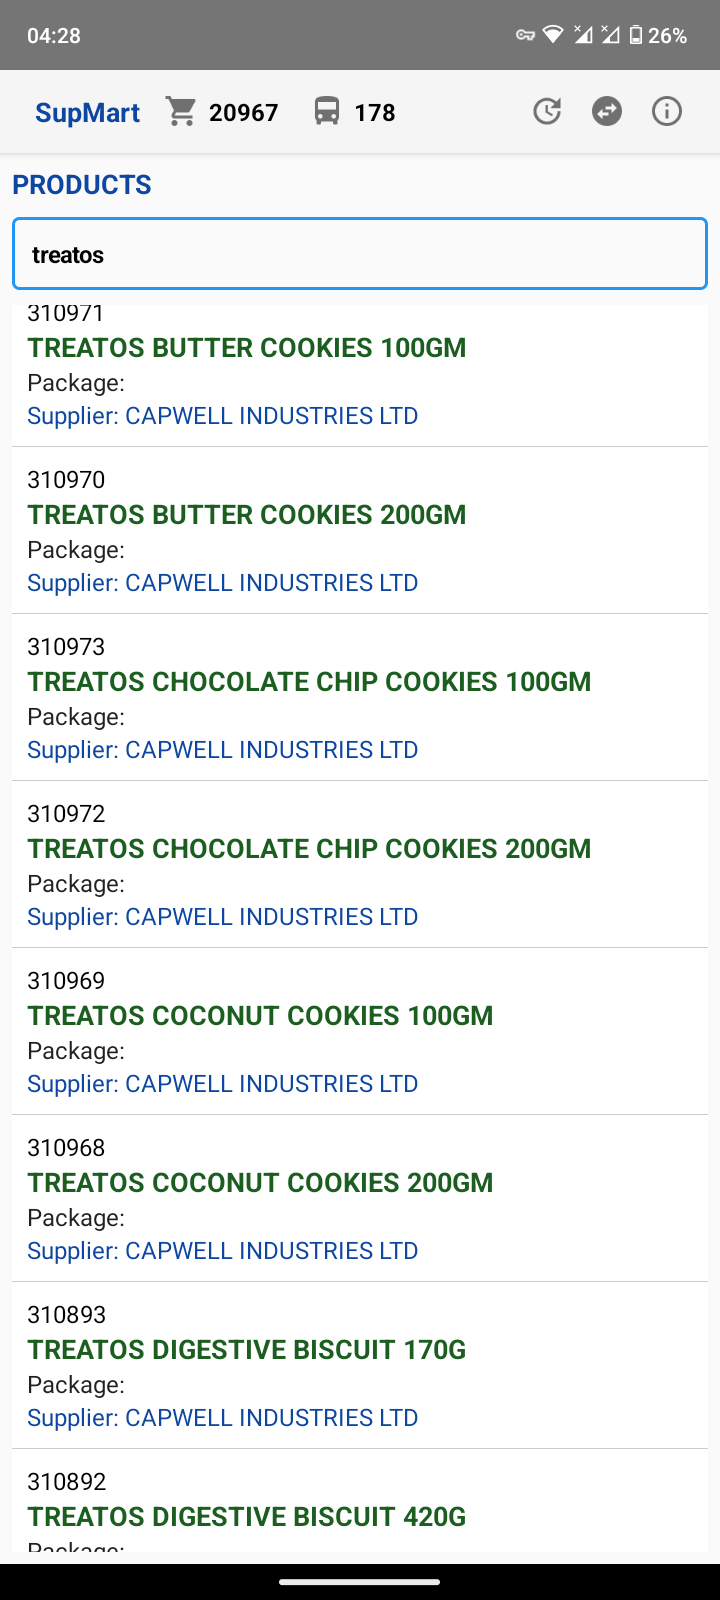 04:28
26%
SupMart 20967 178
PRODUCTS
treatos
310971
TREATOS BUTTER COOKIES 100GM
Package:
Supplier: CAPWELL INDUSTRIES LTD
310970
TREATOS BUTTER COOKIES 200GM
Package:
Supplier: CAPWELL INDUSTRIES LTD
310973
TREATOS CHOCOLATE CHIP COOKIES 100GM
Package:
Supplier: CAPWELL INDUSTRIES LTD
310972
TREATOS CHOCOLATE CHIP COOKIES 200GM
Package:
Supplier: CAPWELL INDUSTRIES LTD
310969
TREATOS COCONUT COOKIES 100GM
Package:
Supplier: CAPWELL INDUSTRIES LTD
310968
TREATOS COCONUT COOKIES 200GM
Package:
Supplier: CAPWELL INDUSTRIES LTD
310893
TREATOS DIGESTIVE BISCUIT 170G
Package:
Supplier: CAPWELL INDUSTRIES LTD
310892
TREATOS DIGESTIVE BISCUIT 420G
Package: